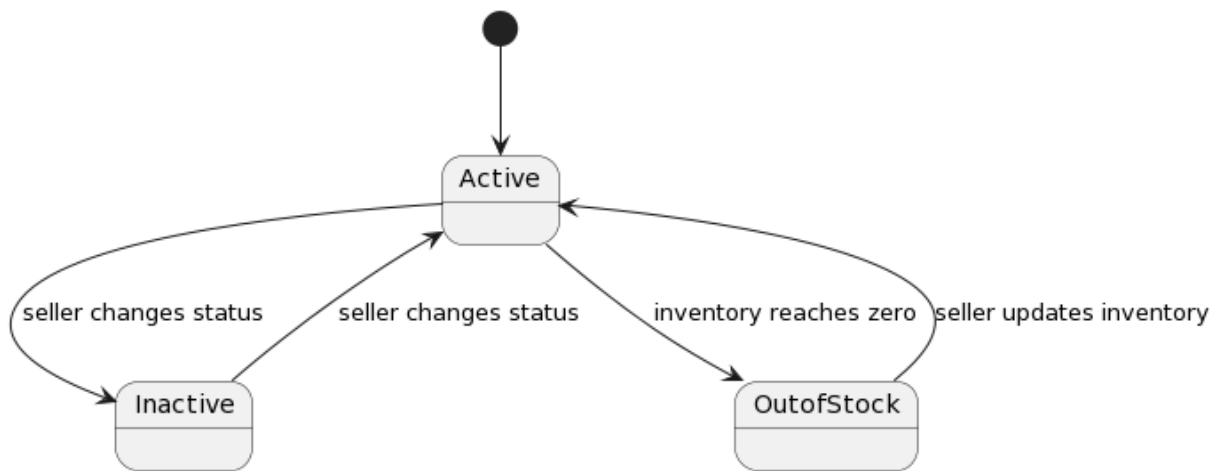 Active
seller changes status
seller changes status
inventory reaches zero
seller updates inventory
Inactive
OutofStock